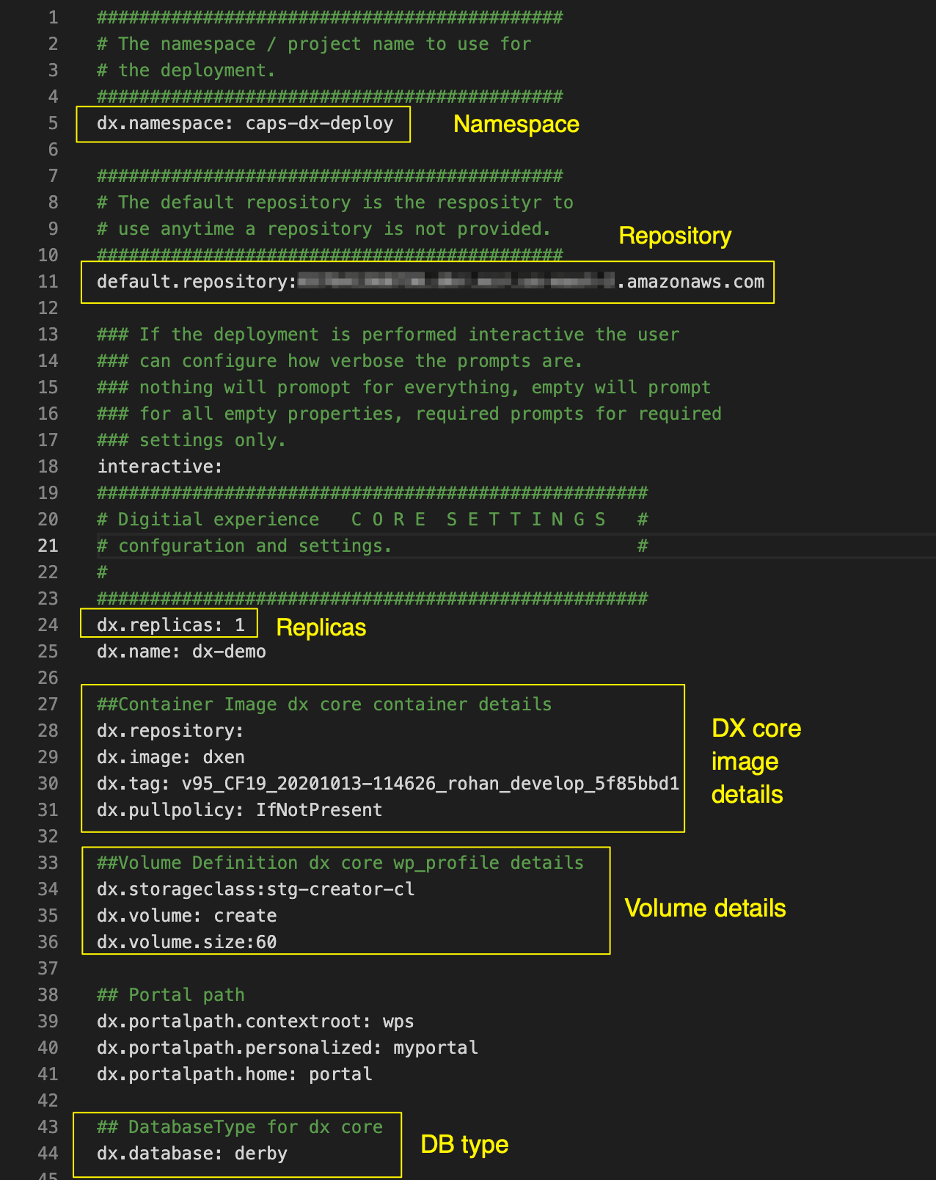 1 ############################################
2 # The namespace / project name to use for
3 # the deployment.
4 ############################################
5 dx.namespace: caps-dx-deploy Namespace
6
7 ############################################
8 # The default repository is the resposityr to
9 # use anytime a repository is not provided.
Repository
10 ############################################
11 default.repository: .amazonaws.com
12
13 ### If the deployment is performed interactive the user
14 ### can configure how verbose the prompts are.
15 ### nothing will promopt for everything, empty will prompt
16 ### for all empty properties, required prompts for required
17 ### settings only.
18 interactive:
19 ####################################################
20 # Digitial experience   C O R E  S E T T I N G S   #
21 # confguration and settings.                       #
22 #
23 ####################################################
24 dx.replicas: 1 Replicas
25 dx.name: dx-demo
26
27 ##Container Image dx core container details
28 dx.repository: DX core
29 dx.image: dxen image
30 dx.tag: v95_CF19_20201013-114626_rohan_develop_5f85bbd1 details
31 dx.pullpolicy: IfNotPresent
32
33 ##Volume Definition dx core wp_profile details
34 dx.storageclass:stg-creator-cl
35 dx.volume: create Volume details
36 dx.volume.size:60
37
38 ## Portal path
39 dx.portalpath.contextroot: wps
40 dx.portalpath.personalized: myportal
41 dx.portalpath.home: portal
42
43 ## DatabaseType for dx core
44 dx.database: derby DB type
45